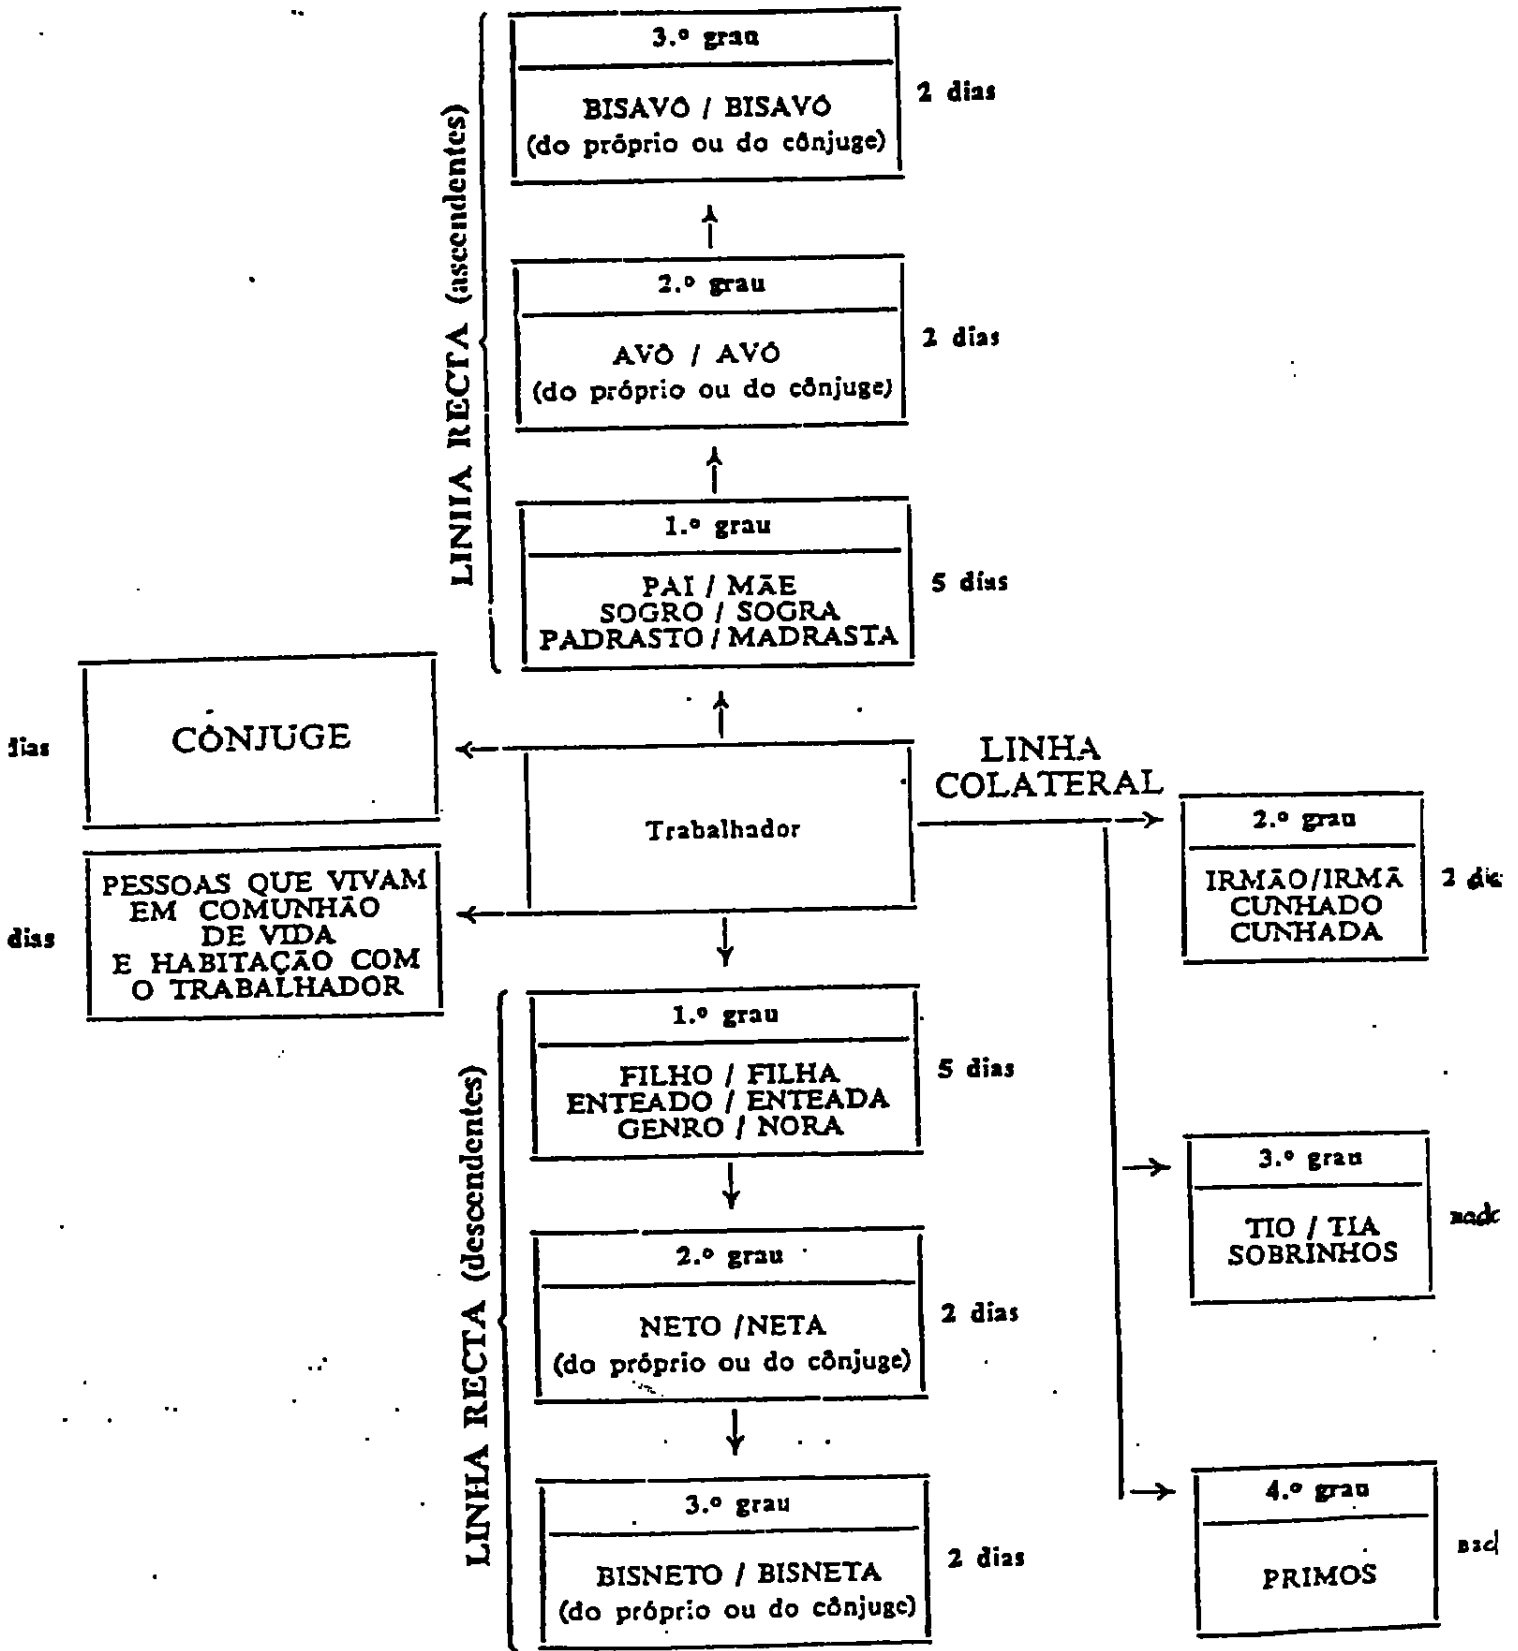 LINHA RECTA (ascendentes)
3.º grau
BISAVÔ / BISAVÓ
(do próprio ou do cônjuge)
2 dias
2.º grau
AVÔ / AVÓ
(do próprio ou do cônjuge)
2 dias
1.º grau
PAI / MÃE
SOGRO / SOGRA
PADRASTO / MADRASTA
5 dias
dias
CÔNJUGE
dias
PESSOAS QUE VIVAM
EM COMUNHÃO
DE VIDA
E HABITAÇÃO COM
O TRABALHADOR
Trabalhador
LINHA
COLATERAL
2.º grau
IRMÃO/IRMÃ
CUNHADO
CUNHADA
2
3.º grau
TIO / TIA
SOBRINHOS
4.º grau
PRIMOS
LINHA RECTA (descendentes)
1.º grau
FILHO / FILHA
ENTEADO / ENTEADA
GENRO / NORA
5 dias
2.º grau
NETO /NETA
(do próprio ou do cônjuge)
2 dias
3.º grau
BISNETO / BISNETA
(do próprio ou do cônjuge)
2 dias